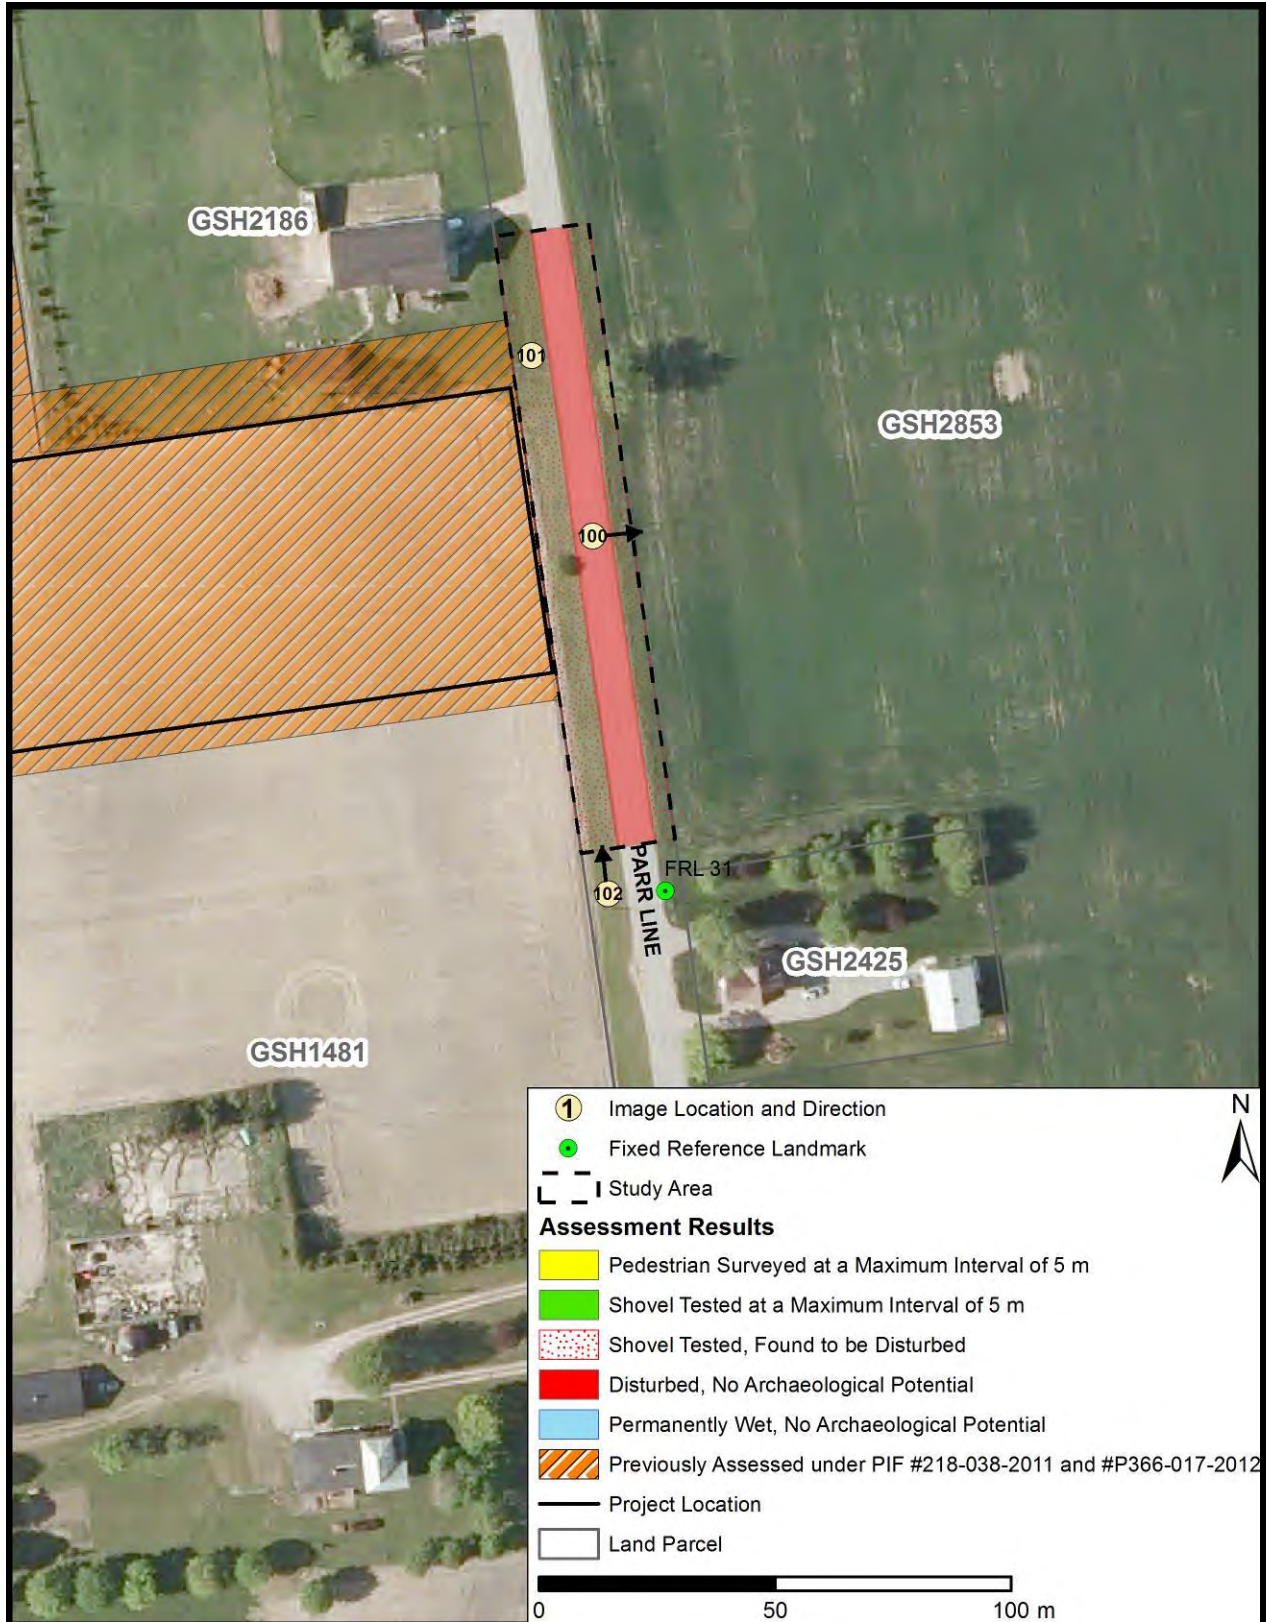 GSH2186
101
GSH2853
100
FRL 31
102
PARR LINE
GSH2425
GSH1481
1 Image Location and Direction
N
Fixed Reference Landmark
Study Area
Assessment Results
Pedestrian Surveyed at a Maximum Interval of 5 m
Shovel Tested at a Maximum Interval of 5 m
Shovel Tested, Found to be Disturbed
Disturbed, No Archaeological Potential
Permanently Wet, No Archaeological Potential
Previously Assessed under PIF #218-038-2011 and #P366-017-2012
Project Location
Land Parcel
0 50 100 m